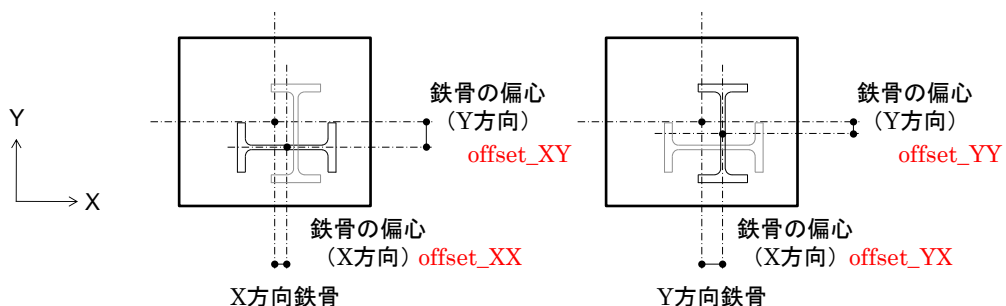 Y
X
鉄骨の偏心
（Y方向）
offset_XY
鉄骨の偏心
（X方向）offset_XX
X方向鉄骨
鉄骨の偏心
（Y方向）
offset_YY
鉄骨の偏心
（X方向）offset_YX
Y方向鉄骨